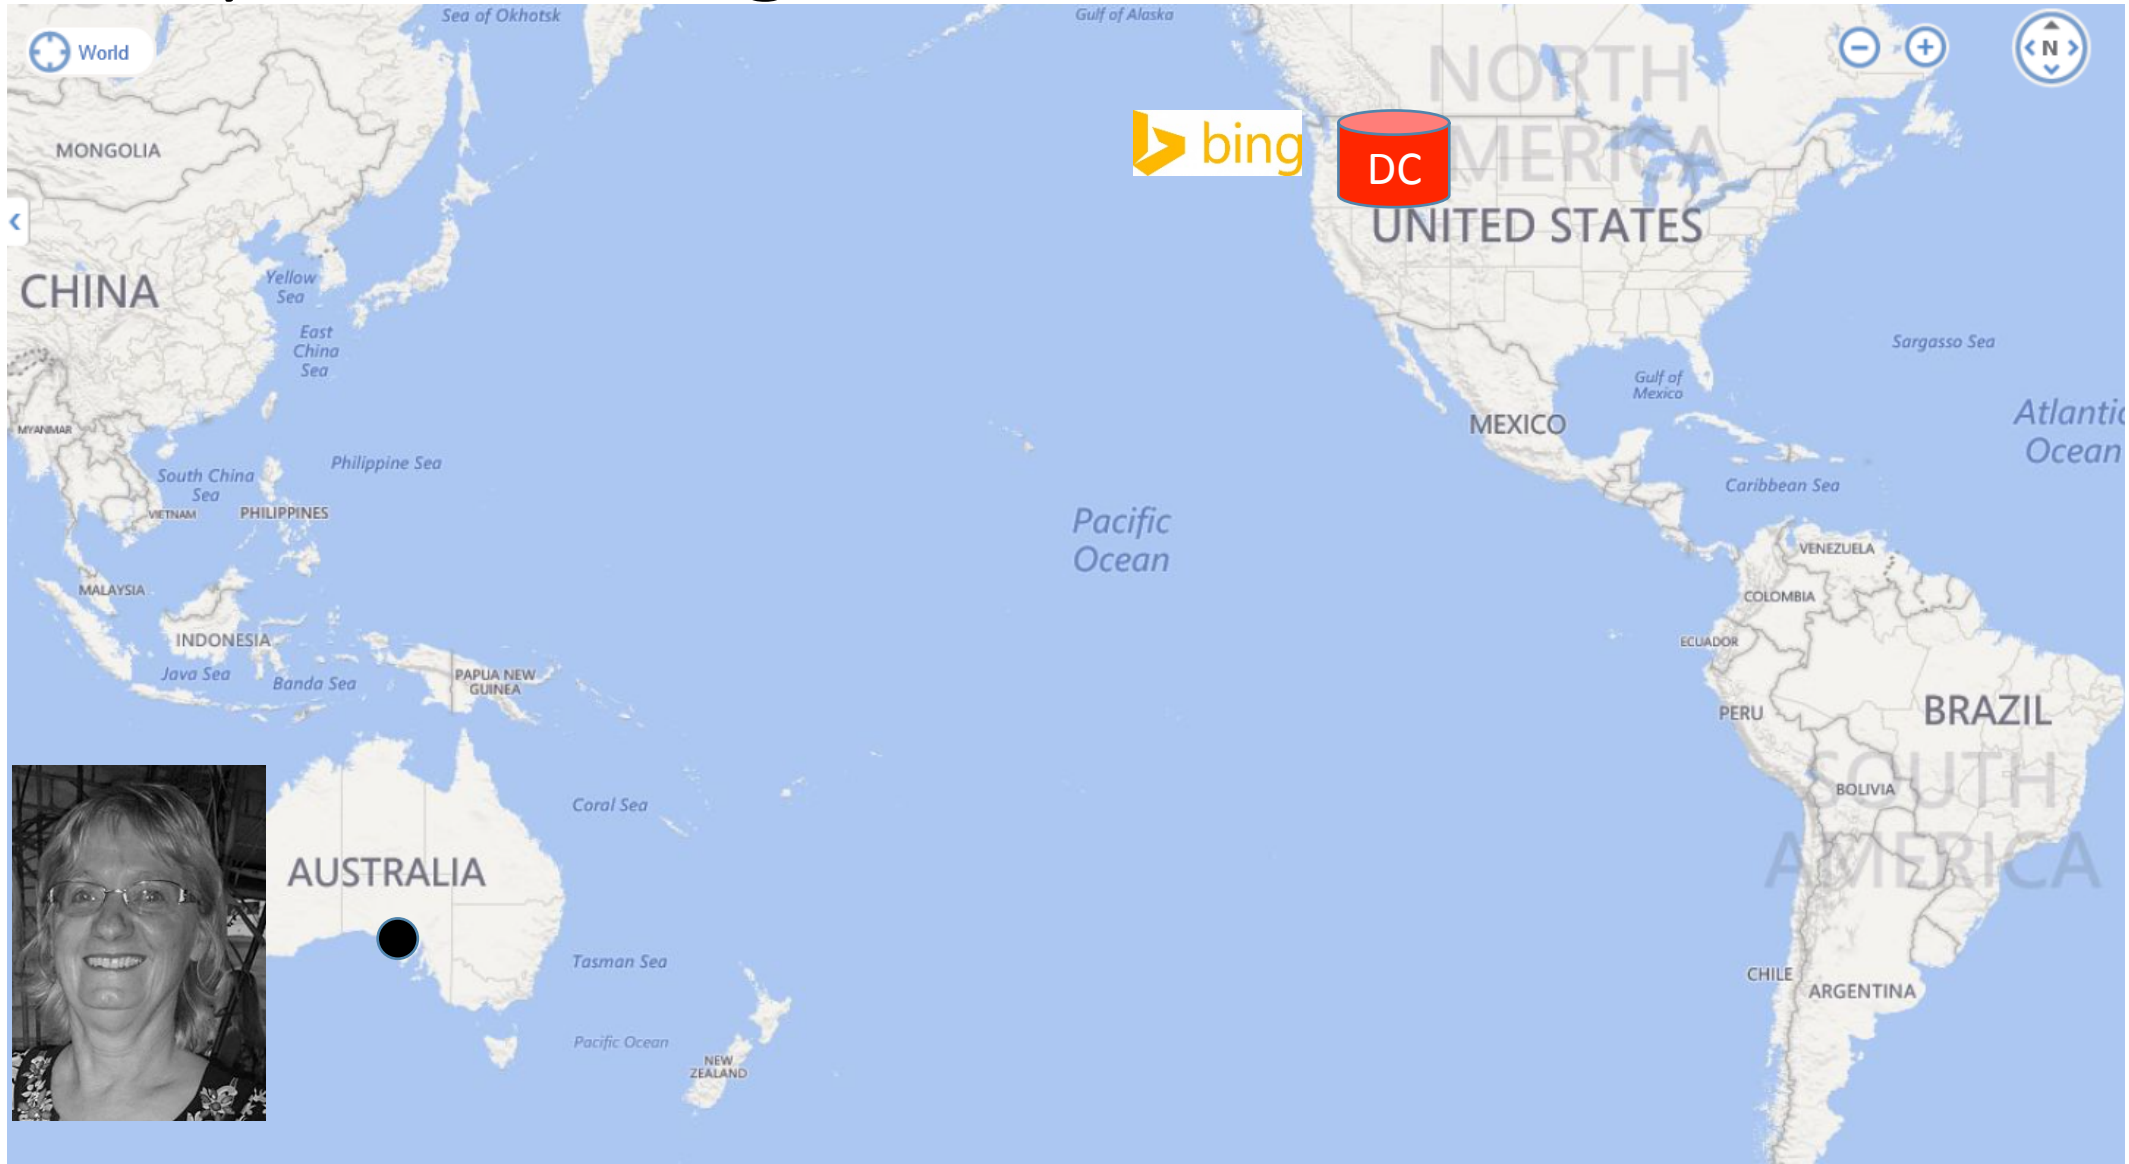 Sea of Okhotsk
Gulf of Alaska
World
N
NORTH
AMERICA
MONGOLIA
bing
DC
UNITED STATES
CHINA
Yellow
Sea
East
China
Sea
Sargasso Sea
Gulf of
Mexico
Atlantic
Ocean
MEXICO
MYANMAR
Philippine Sea
South China
Sea
Caribbean Sea
VIETNAM
PHILIPPINES
Pacific
Ocean
VENEZUELA
MALAYSIA
COLOMBIA
INDONESIA
ECUADOR
Java Sea
Banda Sea
PAPUA NEW
GUINEA
PERU
BRAZIL
SOUTH
AMERICA
BOLIVIA
Coral Sea
AUSTRALIA
Tasman Sea
CHILE
ARGENTINA
Pacific Ocean
NEW
ZEALAND